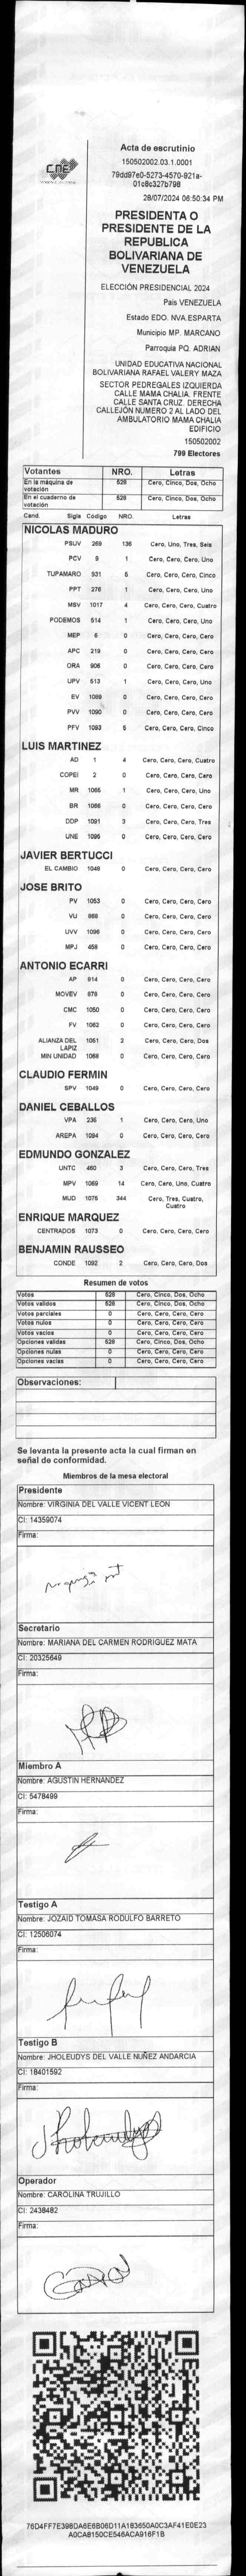 CNE
Acta de escrutinio
150502002.03.1.0001
79dd97e0-5273-4570-921a-
01c8c327b798
28/07/2024 06:50:34 PM
PRESIDENTA O
PRESIDENTE DE LA
REPUBLICA
BOLIVARIANA DE
VENEZUELA
ELECCIÓN PRESIDENCIAL 2024
Pais VENEZUELA
Estado EDO. NVA.ESPARTA
Municipio MP. MARCANO
Parroquia PQ. ADRIAN
UNIDAD EDUCATIVA NACIONAL
BOLIVARIANA RAFAEL VALERY MAZA
SECTOR PEDREGALES IZQUIERDA
CALLE MAMA CHALIA. FRENTE
CALLE SANTA CRUZ. DERECHA
CALLEJÓN NUMERO 2 AL LADO DEL
AMBULATORIO MAMA CHALIA
EDIFICIO
150502002
799 Electores
Votantes NRO. Letras
En la máquina de votación 528 Cero, Cinco, Dos, Ocho
En el cuaderno de votación 528 Cero, Cinco, Dos, Ocho
Cand. Sigla Código NRO. Letras
NICOLAS MADURO
PSUV 269 136 Cero, Uno, Tres, Seis
PCV 9 1 Cero, Cero, Cero, Uno
TUPAMARO 931 5 Cero, Cero, Cero, Cinco
PPT 276 1 Cero, Cero, Cero, Uno
MSV 1017 4 Cero, Cero, Cero, Cuatro
PODEMOS 514 1 Cero, Cero, Cero, Uno
MEP 6 0 Cero, Cero, Cero, Cero
APC 219 0 Cero, Cero, Cero, Cero
ORA 906 0 Cero, Cero, Cero, Cero
UPV 513 1 Cero, Cero, Cero, Uno
EV 1089 0 Cero, Cero, Cero, Cero
PVV 1090 0 Cero, Cero, Cero, Cero
PFV 1093 5 Cero, Cero, Cero, Cinco
LUIS MARTINEZ
AD 1 4 Cero, Cero, Cero, Cuatro
COPEI 2 0 Cero, Cero, Cero, Cero
MR 1065 1 Cero, Cero, Cero, Uno
BR 1066 0 Cero, Cero, Cero, Cero
DDP 1091 3 Cero, Cero, Cero, Tres
UNE 1095 0 Cero, Cero, Cero, Cero
JAVIER BERTUCCI
EL CAMBIO 1048 0 Cero, Cero, Cero, Cero
JOSE BRITO
PV 1053 0 Cero, Cero, Cero, Cero
VU 868 0 Cero, Cero, Cero, Cero
UVV 1096 0 Cero, Cero, Cero, Cero
MPJ 458 0 Cero, Cero, Cero, Cero
ANTONIO ECARRI
AP 914 0 Cero, Cero, Cero, Cero
MOVEV 978 0 Cero, Cero, Cero, Cero
CMC 1050 0 Cero, Cero, Cero, Cero
FV 1062 0 Cero, Cero, Cero, Cero
ALIANZA DEL LAPIZ 1051 2 Cero, Cero, Cero, Dos
MIN UNIDAD 1068 0 Cero, Cero, Cero, Cero
CLAUDIO FERMIN
SPV 1049 0 Cero, Cero, Cero, Cero
DANIEL CEBALLOS
VPA 236 1 Cero, Cero, Cero, Uno
AREPA 1094 0 Cero, Cero, Cero, Cero
EDMUNDO GONZALEZ
UNTC 460 3 Cero, Cero, Cero, Tres
MPV 1069 14 Cero, Cero, Uno, Cuatro
MUD 1075 344 Cero, Tres, Cuatro, Cuatro
ENRIQUE MARQUEZ
CENTRADOS 1073 0 Cero, Cero, Cero, Cero
BENJAMIN RAUSSEO
CONDE 1092 2 Cero, Cero, Cero, Dos
Resumen de votos
Votos 528 Cero, Cinco, Dos, Ocho
Votos validos 528 Cero, Cinco, Dos, Ocho
Votos parciales 0 Cero, Cero, Cero, Cero
Votos nulos 0 Cero, Cero, Cero, Cero
Votos vacios 0 Cero, Cero, Cero, Cero
Opciones validas 528 Cero, Cinco, Dos, Ocho
Opciones nulas 0 Cero, Cero, Cero, Cero
Opciones vacias 0 Cero, Cero, Cero, Cero
Observaciones:
Se levanta la presente acta la cual firman en
señal de conformidad.
Miembros de la mesa electoral
Presidente
Nombre: VIRGINIA DEL VALLE VICENT LEON
CI: 14359074
Firma:
Secretario
Nombre: MARIANA DEL CARMEN RODRIGUEZ MATA
CI: 20325649
Firma:
Miembro A
Nombre: AGUSTIN HERNANDEZ
CI: 5478499
Firma:
Testigo A
Nombre: JOZAID TOMASA RODULFO BARRETO
CI: 12506074
Firma:
Testigo B
Nombre: JHOLEUDYS DEL VALLE NUÑEZ ANDARCIA
CI: 18401592
Firma:
Operador
Nombre: CAROLINA TRUJILLO
CI: 2438482
Firma:
76D4FF7E398DA6E6B06D11A183650A0C3AF41E0E23
A0CA8150CE546ACA916F1B